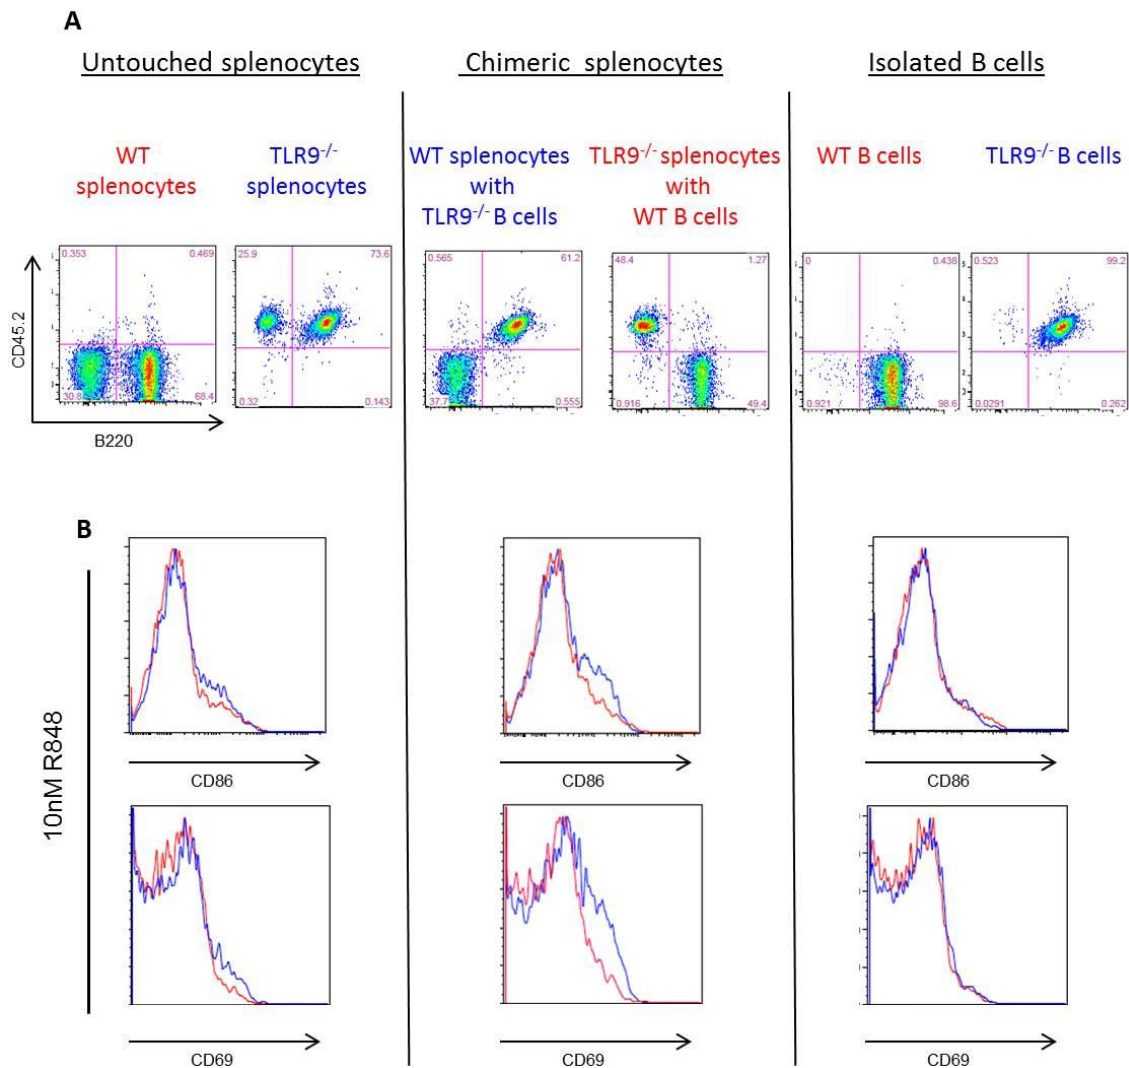 A
Untouched splenocytes
Chimeric splenocytes
Isolated B cells
WT
splenocytes
TLR9-/-
splenocytes
WT splenocytes
with
TLR9-/- B cells
TLR9-/- splenocytes
with
WT B cells
WT B cells
TLR9-/- B cells
0.353 0.469
25.9 73.6
0.565 61.2
48.4 1.27
0 0.438
0.523 99.2
CD45.2
30.8 68.4
0.32 0.143
37.7 0.555
0.916 49.4
0.921 98.6
0.0291 0.262
B220
B
10nM R848
CD86
CD86
CD86
CD69
CD69
CD69